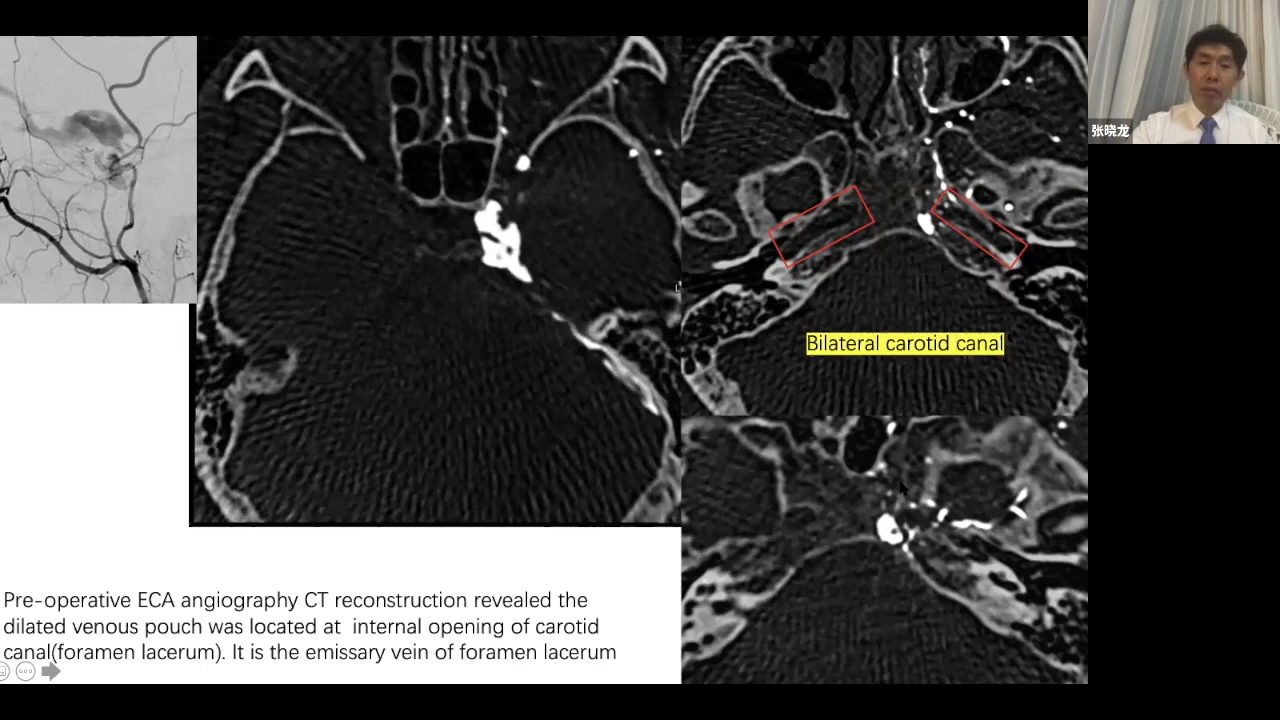 张晓龙
Bilateral carotid canal
Pre-operative ECA angiography CT reconstruction revealed the
dilated venous pouch was located at internal opening of carotid
canal(foramen lacerum). It is the emissary vein of foramen lacerum